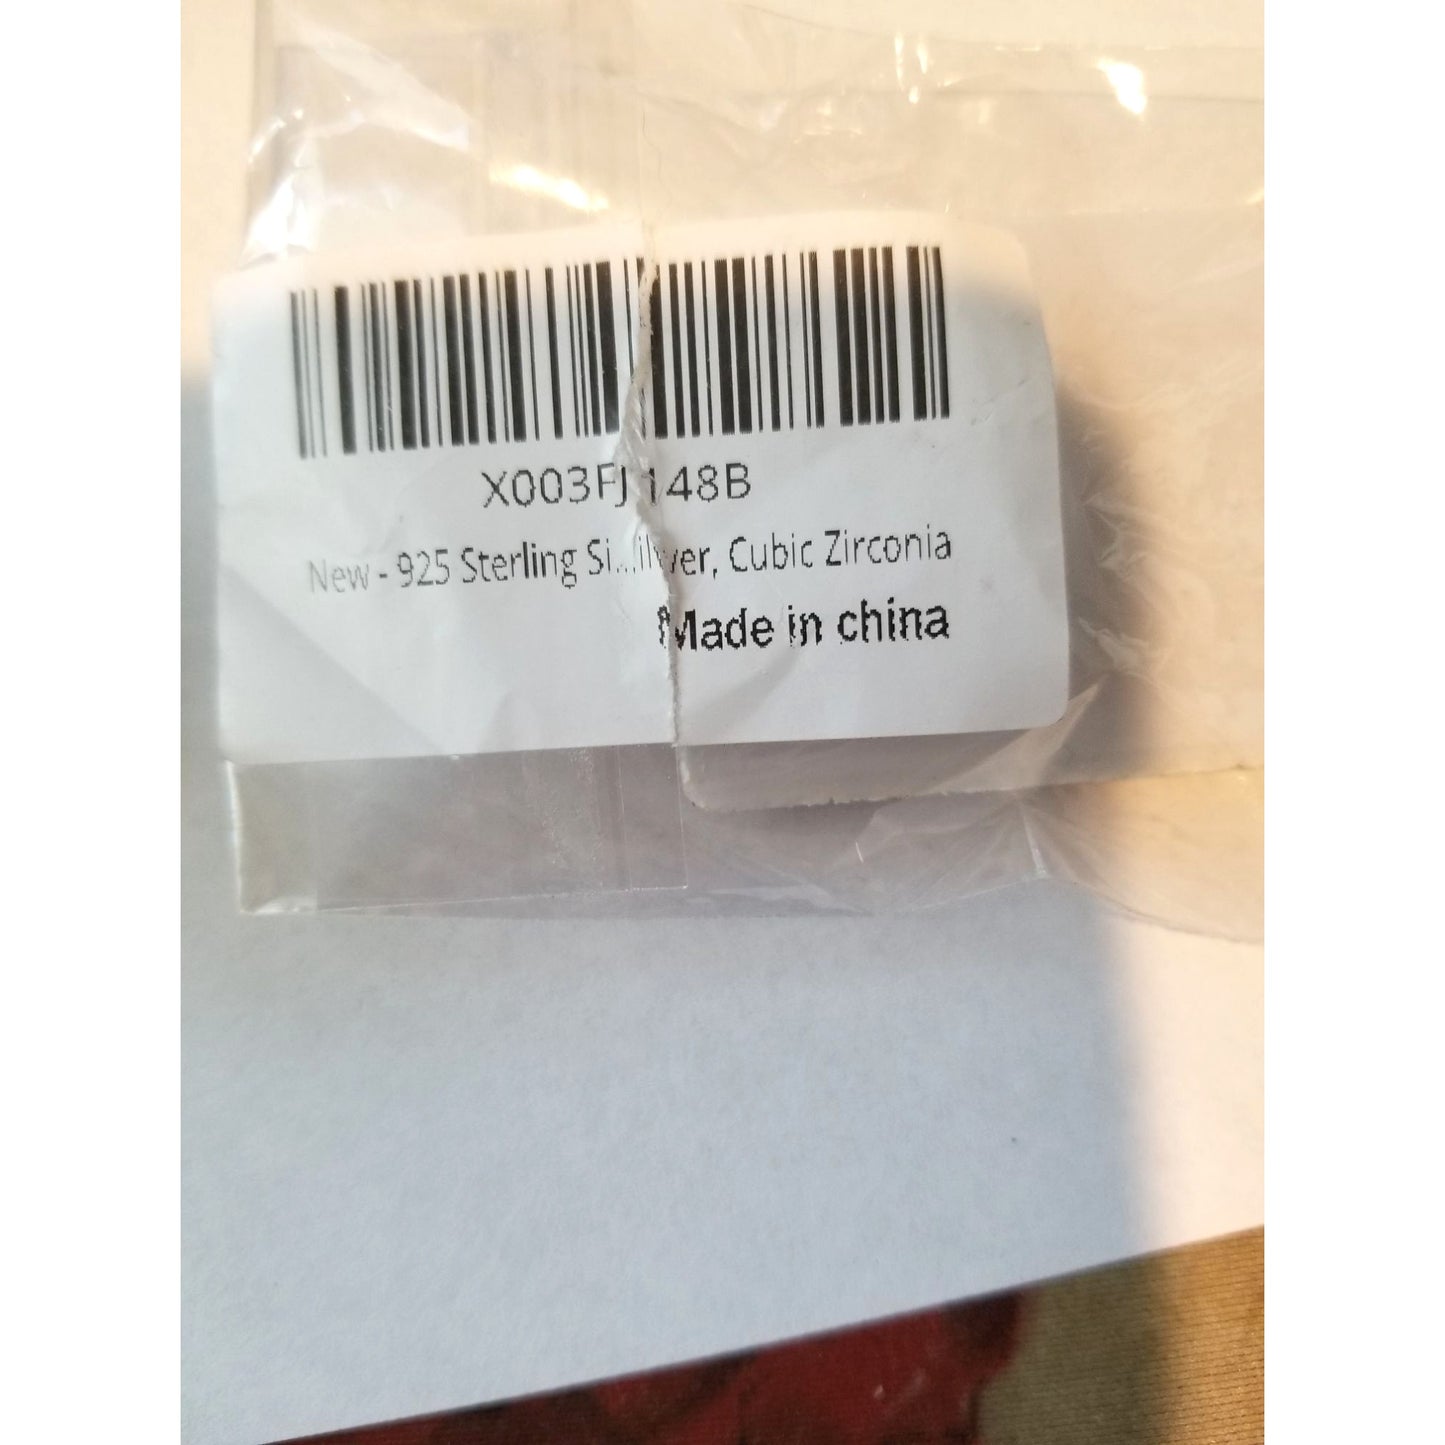 X003FJ148B
New - 925 Sterling Si...ilver, Cubic Zirconia
Made in china